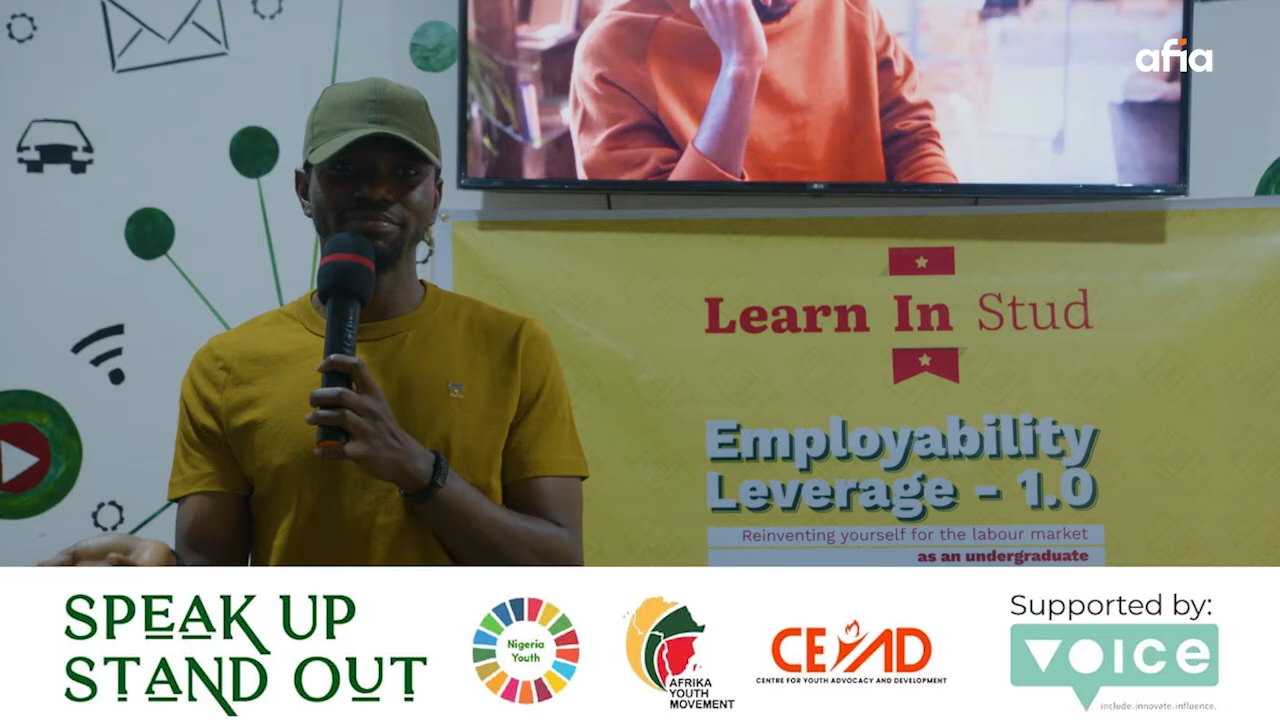 afia
LG
Learn In Stud
Employability
Leverage - 1.0
Reinventing yourself for the labour market
as an undergraduate
SPEAK UP
STAND OUT
Nigeria
Youth
AFRIKA
YOUTH
MOVEMENT
CEYAD
CENTRE FOR YOUTH ADVOCACY AND DEVELOPMENT
Supported by:
VOICE
include.innovate.influence.